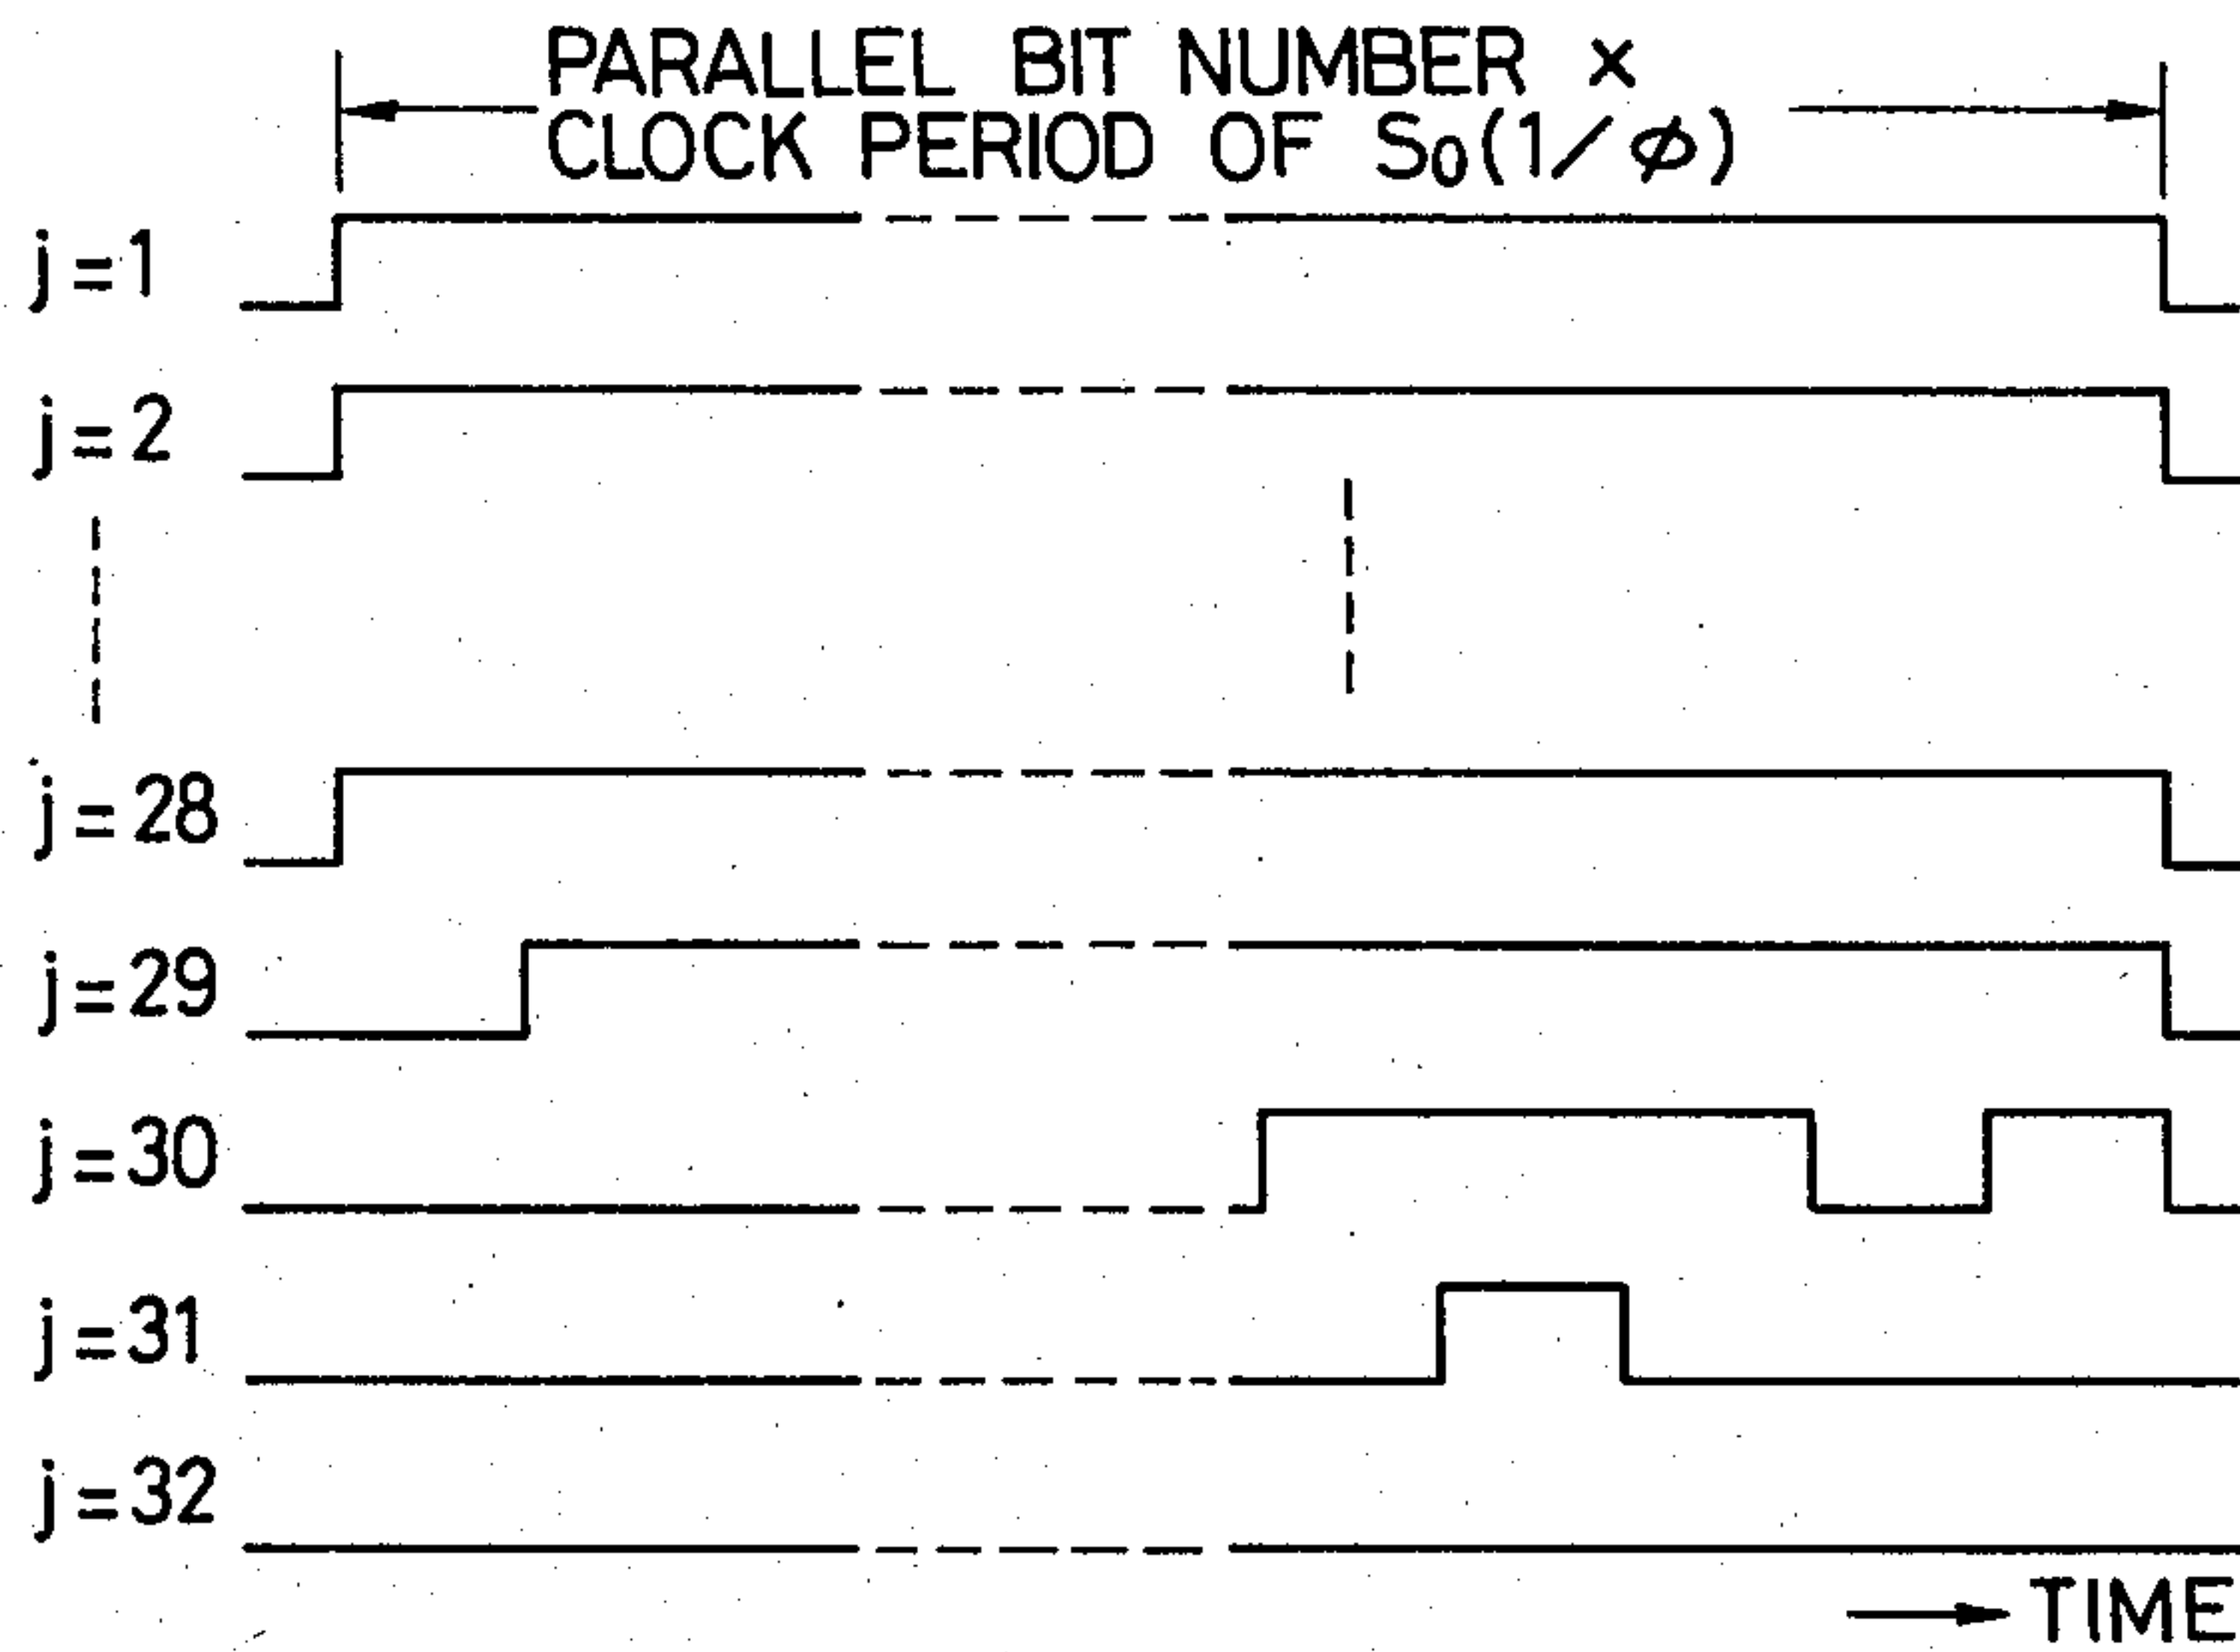 PARALLEL BIT NUMBER ×
CLOCK PERIOD OF S₀(1/ϕ)
j=1
j=2
j=28
j=29
j=30
j=31
j=32
TIME